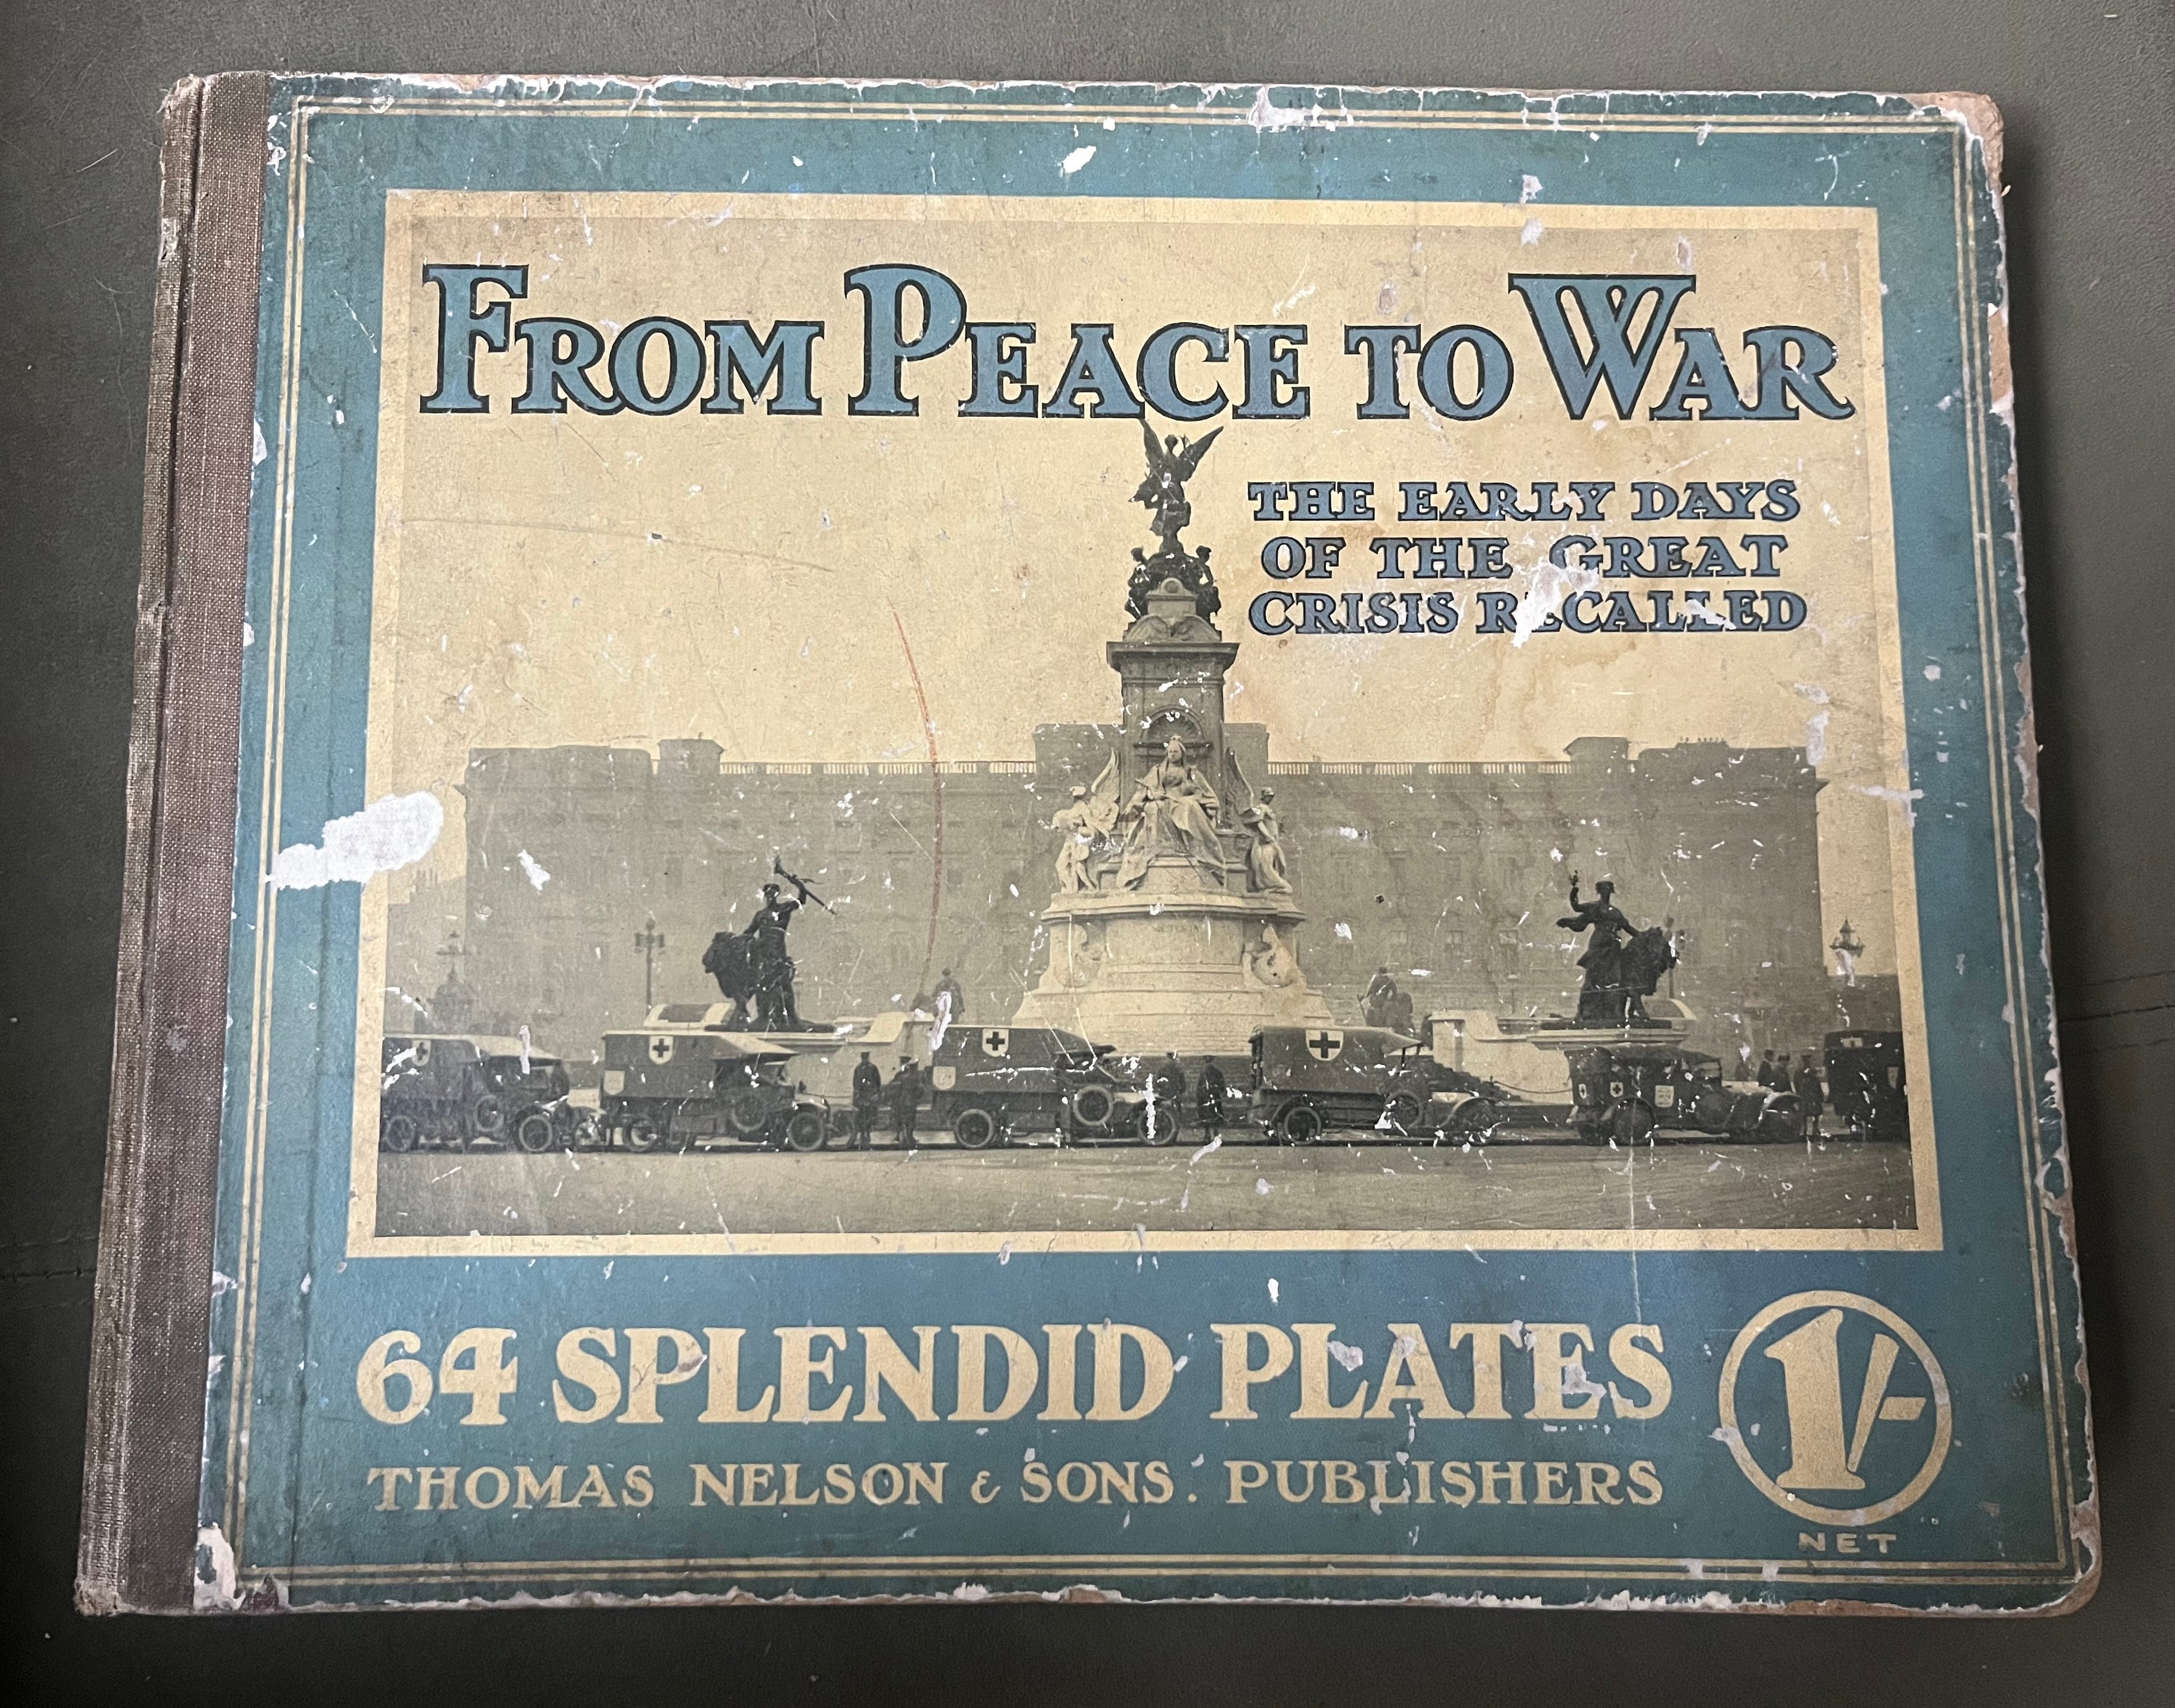 FROM PEACE TO WAR
THE EARLY DAYS
OF THE GREAT
CRISIS RECALLED
64 SPLENDID PLATES
THOMAS NELSON & SONS : PUBLISHERS
1/-
NET